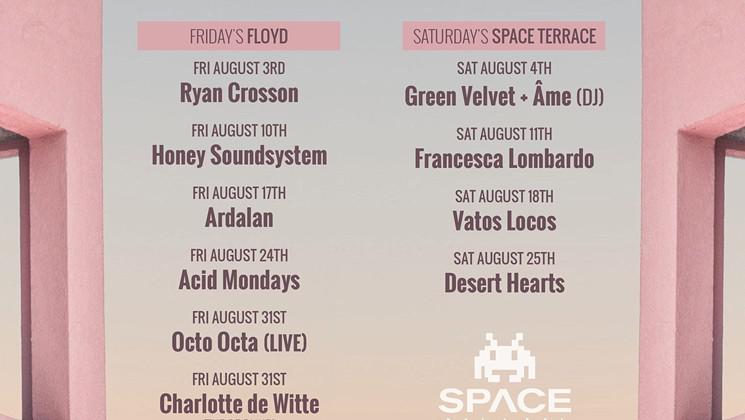 FRIDAY'S FLOYD
FRI AUGUST 3RD
Ryan Crosson
FRI AUGUST 10TH
Honey Soundsystem
FRI AUGUST 17TH
Ardalan
FRI AUGUST 24TH
Acid Mondays
FRI AUGUST 31ST
Octo Octa (LIVE)
FRI AUGUST 31ST
Charlotte de Witte
SATURDAY'S SPACE TERRACE
SAT AUGUST 4TH
Green Velvet + Âme (DJ)
SAT AUGUST 11TH
Francesca Lombardo
SAT AUGUST 18TH
Vatos Locos
SAT AUGUST 25TH
Desert Hearts
SPACE